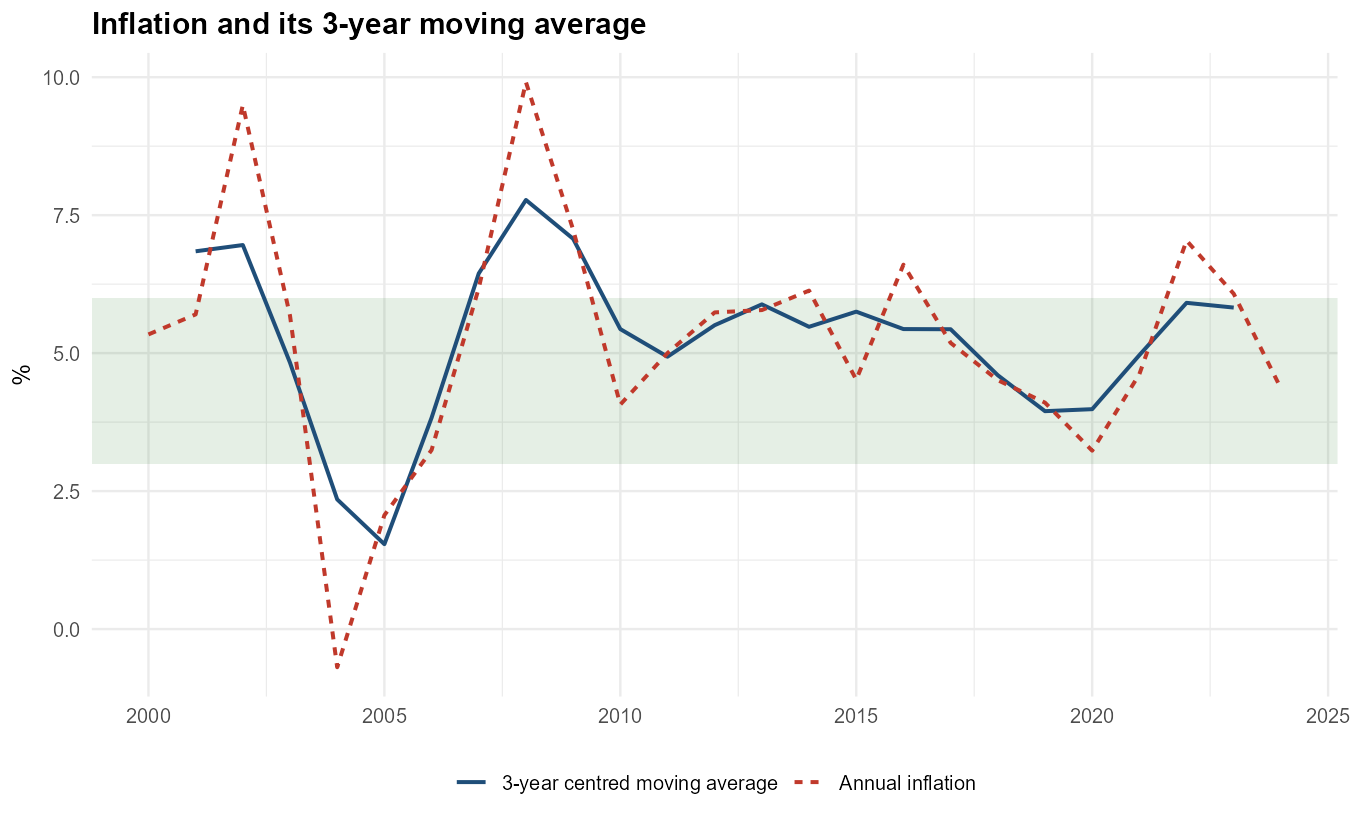 Inflation and its 3-year moving average
%
10.0
7.5
5.0
2.5
0.0
2000 2005 2010 2015 2020 2025
3-year centred moving average Annual inflation